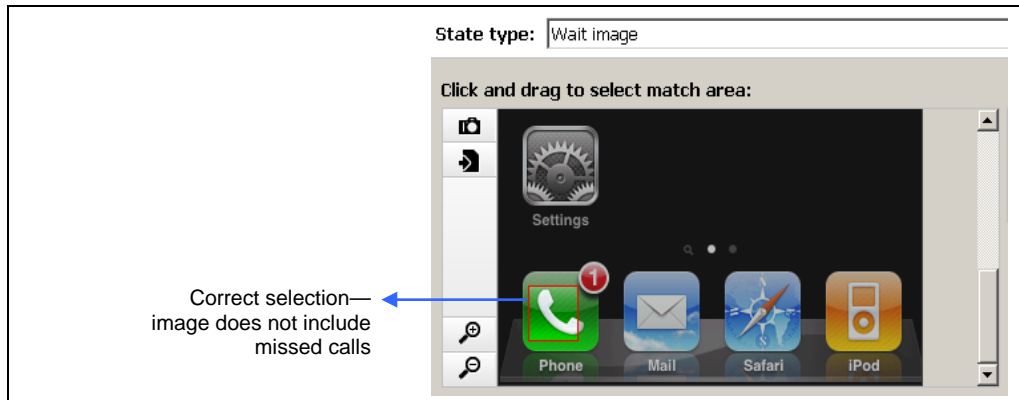 State type: Wait image
Click and drag to select match area:
Settings
1
Correct selection—
image does not include
missed calls
Phone Mail Safari iPod